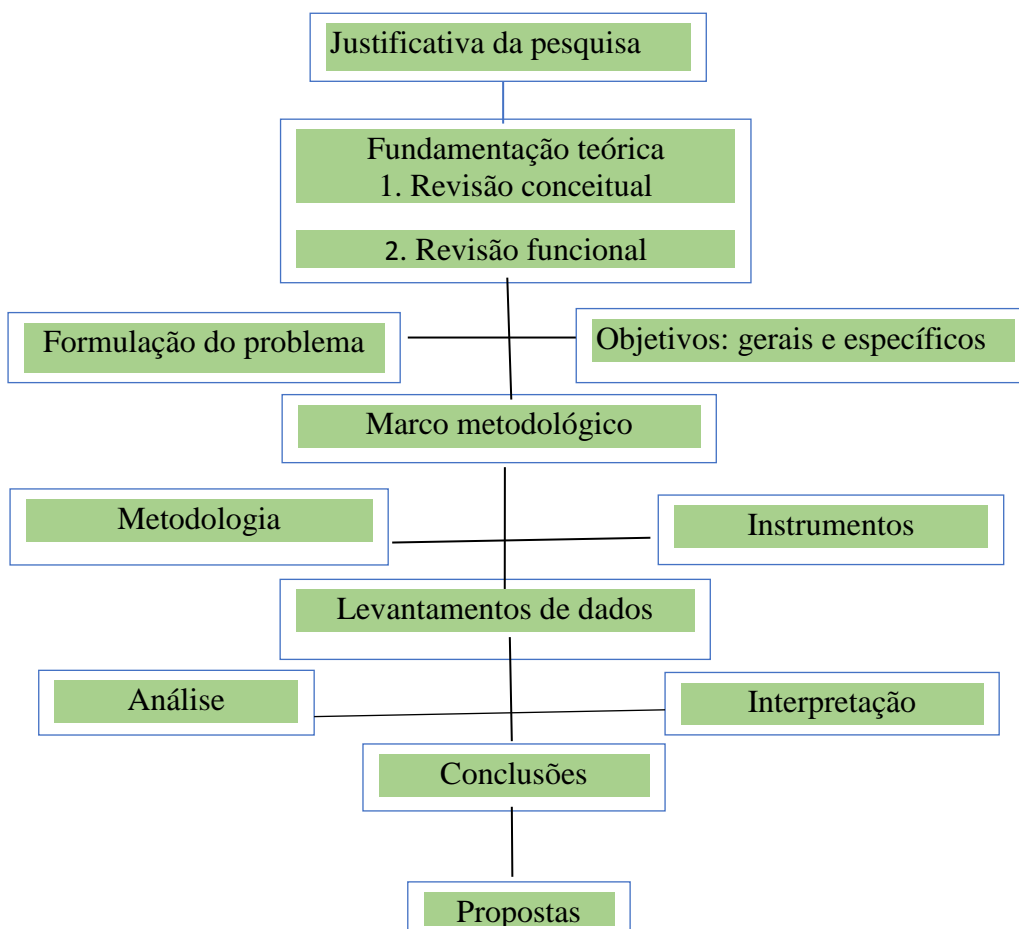 Justificativa da pesquisa
Fundamentação teórica
1. Revisão conceitual
2. Revisão funcional
Formulação do problema
Objetivos: gerais e específicos
Marco metodológico
Metodologia
Instrumentos
Levantamentos de dados
Análise
Interpretação
Conclusões
Propostas